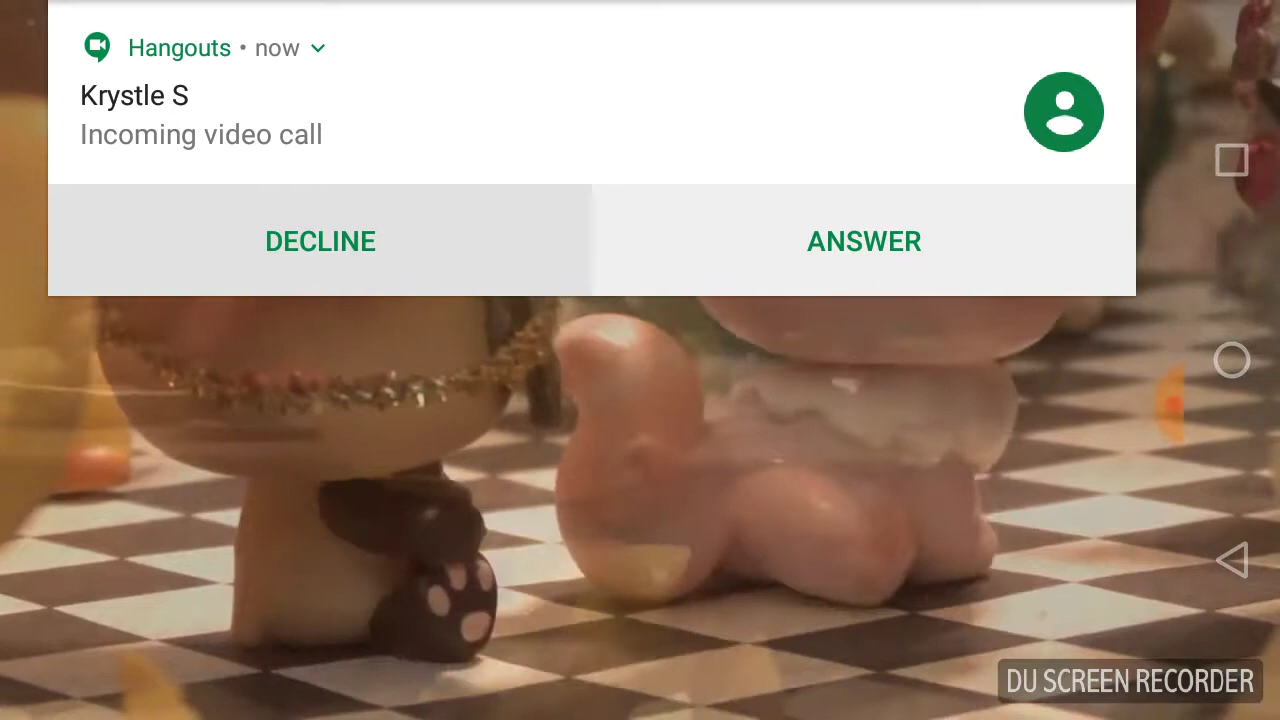 Hangouts • now
Krystle S
Incoming video call
DECLINE ANSWER
DU SCREEN RECORDER